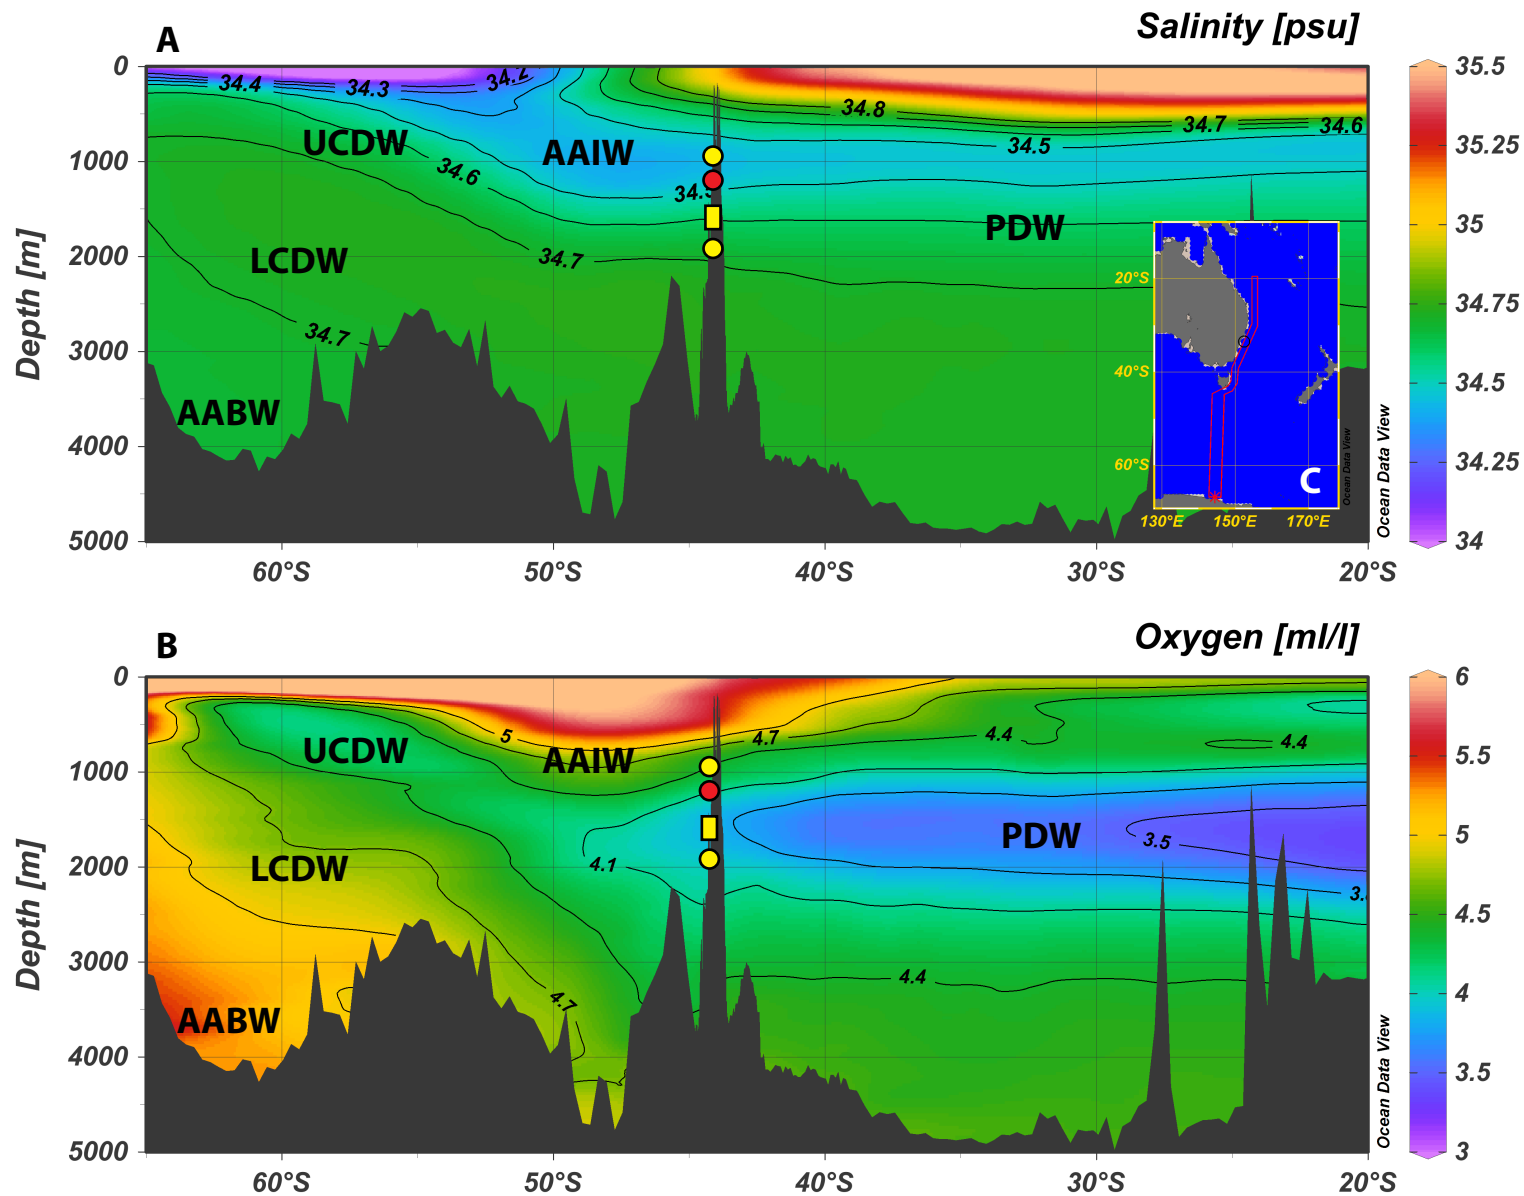 A
Salinity [psu]
0
1000
2000
3000
4000
5000
Depth [m]
34.4
34.3
34.2
34.8
34.7
34.6
34.5
UCDW
AAIW
34.6
34.5
PDW
LCDW
34.7
34.7
AABW
20°S
40°S
60°S
C
130°E
150°E
170°E
Ocean Data View
Ocean Data View
60°S
50°S
40°S
30°S
20°S
35.5
35.25
35
34.75
34.5
34.25
34
B
Oxygen [ml/l]
0
1000
2000
3000
4000
5000
Depth [m]
5
4.7
4.4
4.4
UCDW
AAIW
PDW
3.5
4.1
LCDW
4.4
4.7
AABW
Ocean Data View
60°S
50°S
40°S
30°S
20°S
6
5.5
5
4.5
4
3.5
3